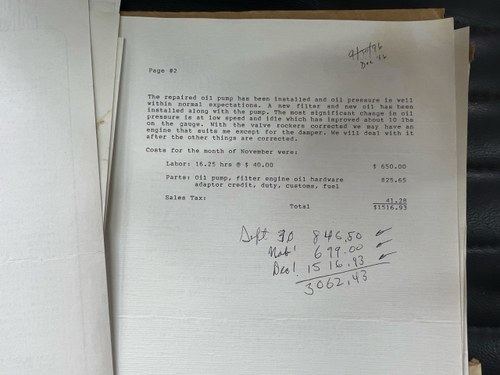 Page #2
Dec '96
The repaired oil pump has been installed and oil pressure is well
within normal expectations. A new filter and new oil has been
installed along with the pump. The most significant change in oil
pressure is at low speed and idle which has improved about 10 lbs
on the gauge. With the valve rockers corrected we may have an
engine that suits me except for the damper. We will deal with it
after the other things are corrected.
Costs for the month of November were:
Labor: 16.25 hrs @ $ 40.00 $ 650.00
Parts: Oil pump, filter engine oil hardware 825.65
adaptor credit, duty, customs, fuel
Sales Tax: 41.28
Total $1516.93
Sept 30 846.50
Nov 1 699.00
Dec 1 1516.93
3062.43